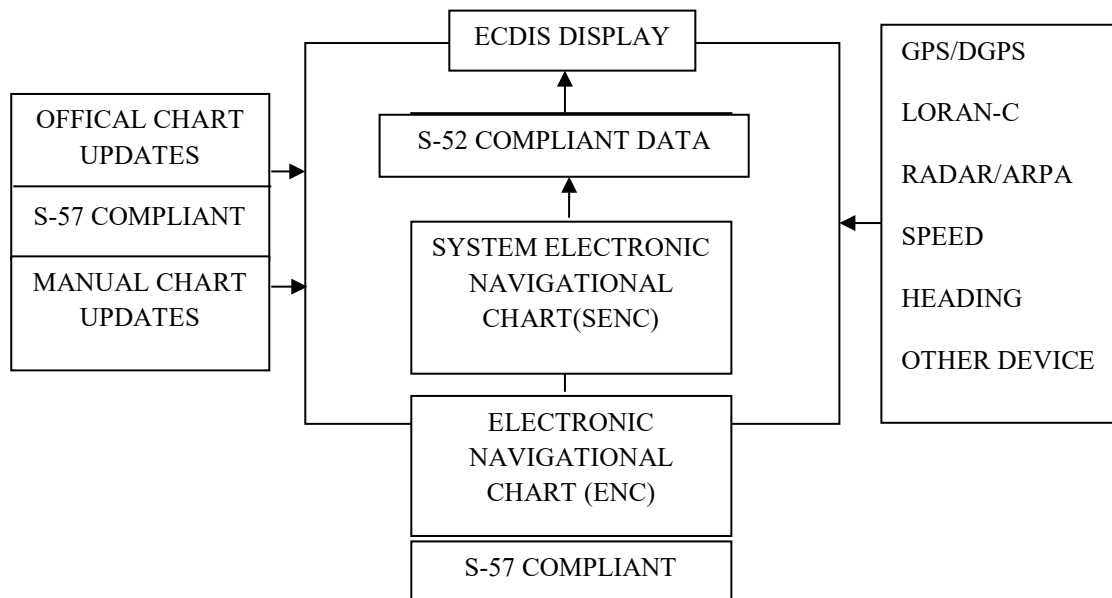 ECDIS DISPLAY
OFFICAL CHART
UPDATES
S-57 COMPLIANT
MANUAL CHART
UPDATES
S-52 COMPLIANT DATA
SYSTEM ELECTRONIC
NAVIGATIONAL
CHART(SENC)
ELECTRONIC
NAVIGATIONAL
CHART (ENC)
S-57 COMPLIANT
GPS/DGPS
LORAN-C
RADAR/ARPA
SPEED
HEADING
OTHER DEVICE